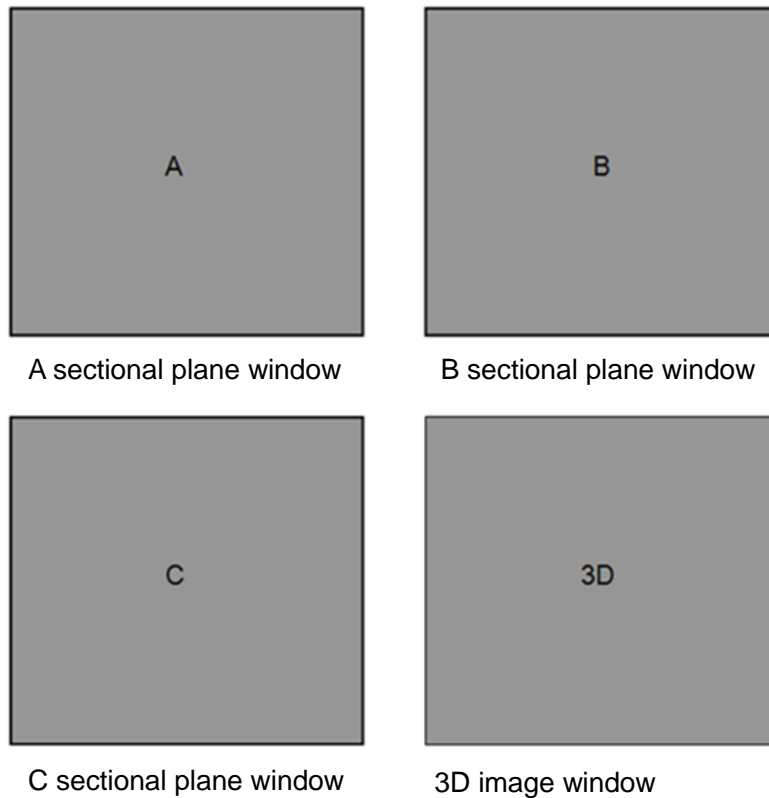 A
B
A sectional plane window
B sectional plane window
C
3D
C sectional plane window
3D image window